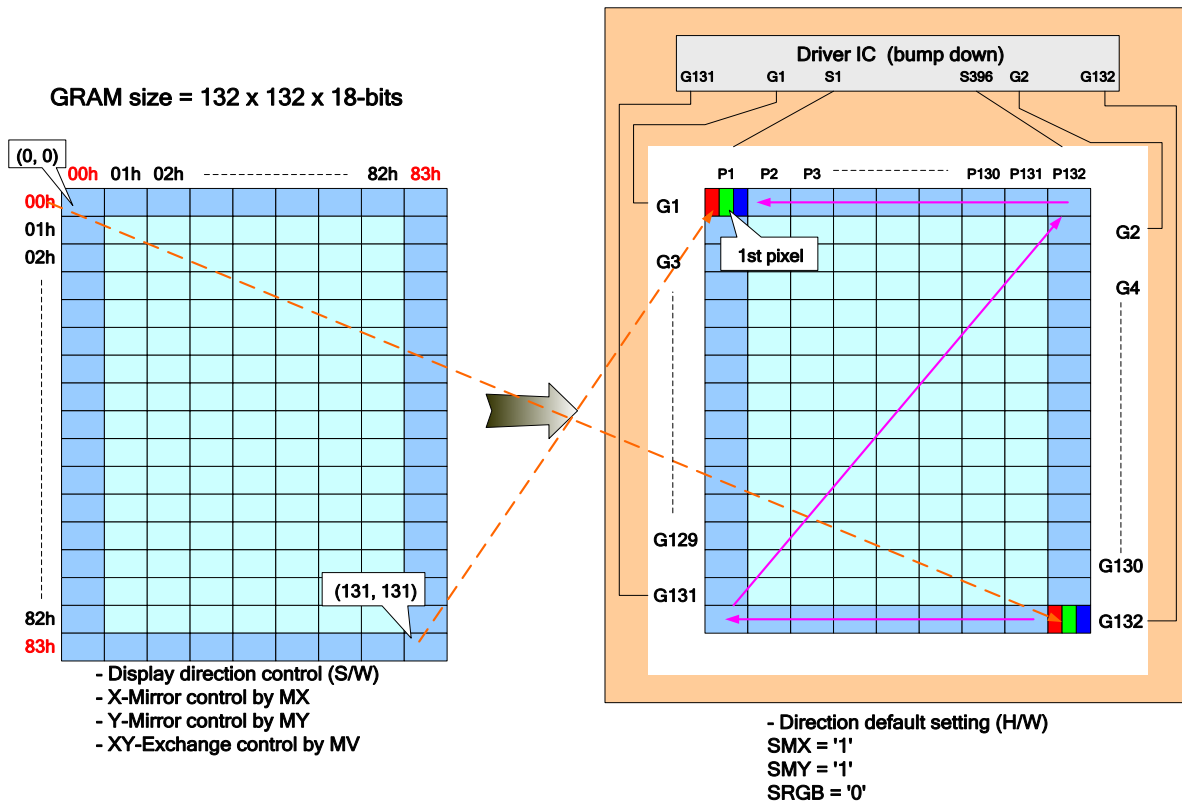 GRAM size = 132 x 132 x 18-bits
(0, 0)
00h 01h 02h 82h 83h
00h
01h
02h
82h
83h
(131, 131)
- Display direction control (S/W)
- X-Mirror control by MX
- Y-Mirror control by MY
- XY-Exchange control by MV
Driver IC (bump down)
G131 G1 S1 S396 G2 G132
P1 P2 P3 P130 P131 P132
G1
G3
G129
G131
1st pixel
G2
G4
G130
G132
- Direction default setting (H/W)
SMX = '1'
SMY = '1'
SRGB = '0'